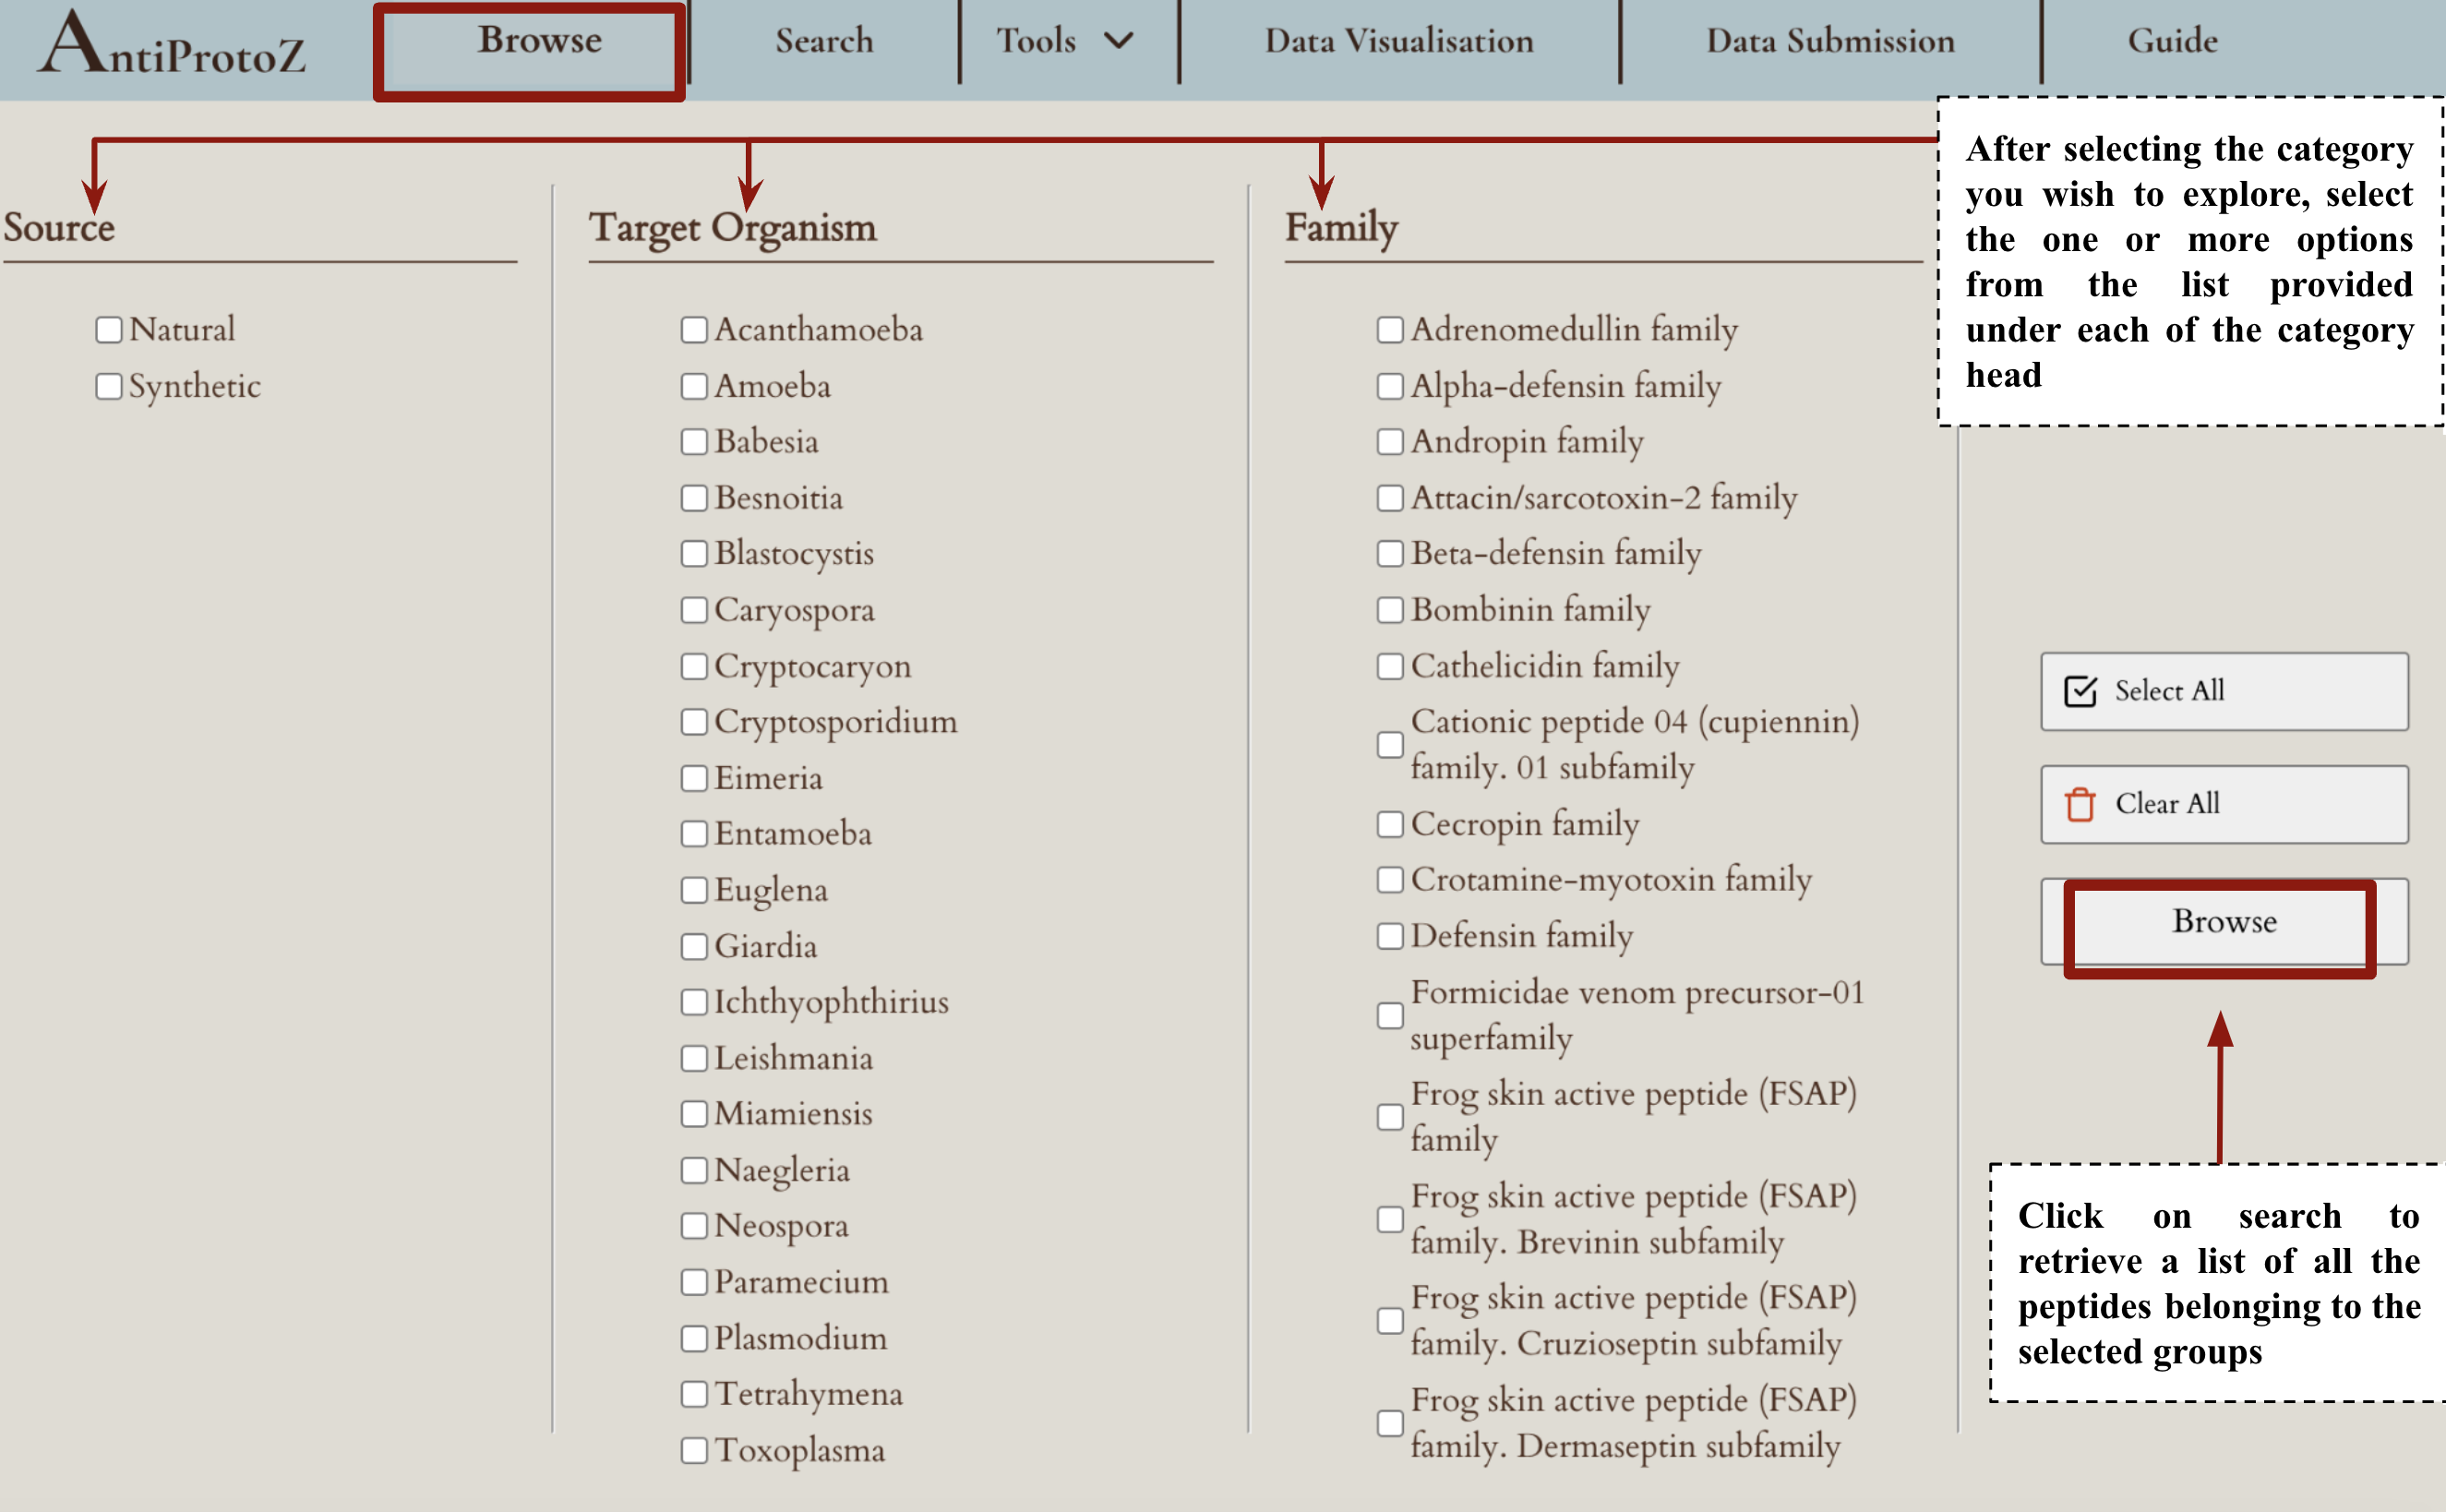 AntiProtoZ
Browse
Search
Tools
Data Visualisation
Data Submission
Guide
After selecting the category
you wish to explore, select
the one or more options
from the list provided
under each of the category
head
Source
Natural
Synthetic
Target Organism
Acanthamoeba
Amoeba
Babesia
Besnoitia
Blastocystis
Caryospora
Cryptocaryon
Cryptosporidium
Eimeria
Entamoeba
Euglena
Giardia
Ichthyophthirius
Leishmania
Miamiensis
Naegleria
Neospora
Paramecium
Plasmodium
Tetrahymena
Toxoplasma
Family
Adrenomedullin family
Alpha-defensin family
Andropin family
Attacin/sarcotoxin-2 family
Beta-defensin family
Bombinin family
Cathelicidin family
Cationic peptide 04 (cupiennin)
family. 01 subfamily
Cecropin family
Crotamine-myotoxin family
Defensin family
Formicidae venom precursor-01
superfamily
Frog skin active peptide (FSAP)
family
Frog skin active peptide (FSAP)
family. Brevinin subfamily
Frog skin active peptide (FSAP)
family. Cruzioseptin subfamily
Frog skin active peptide (FSAP)
family. Dermaseptin subfamily
Select All
Clear All
Browse
Click on search to
retrieve a list of all the
peptides belonging to the
selected groups